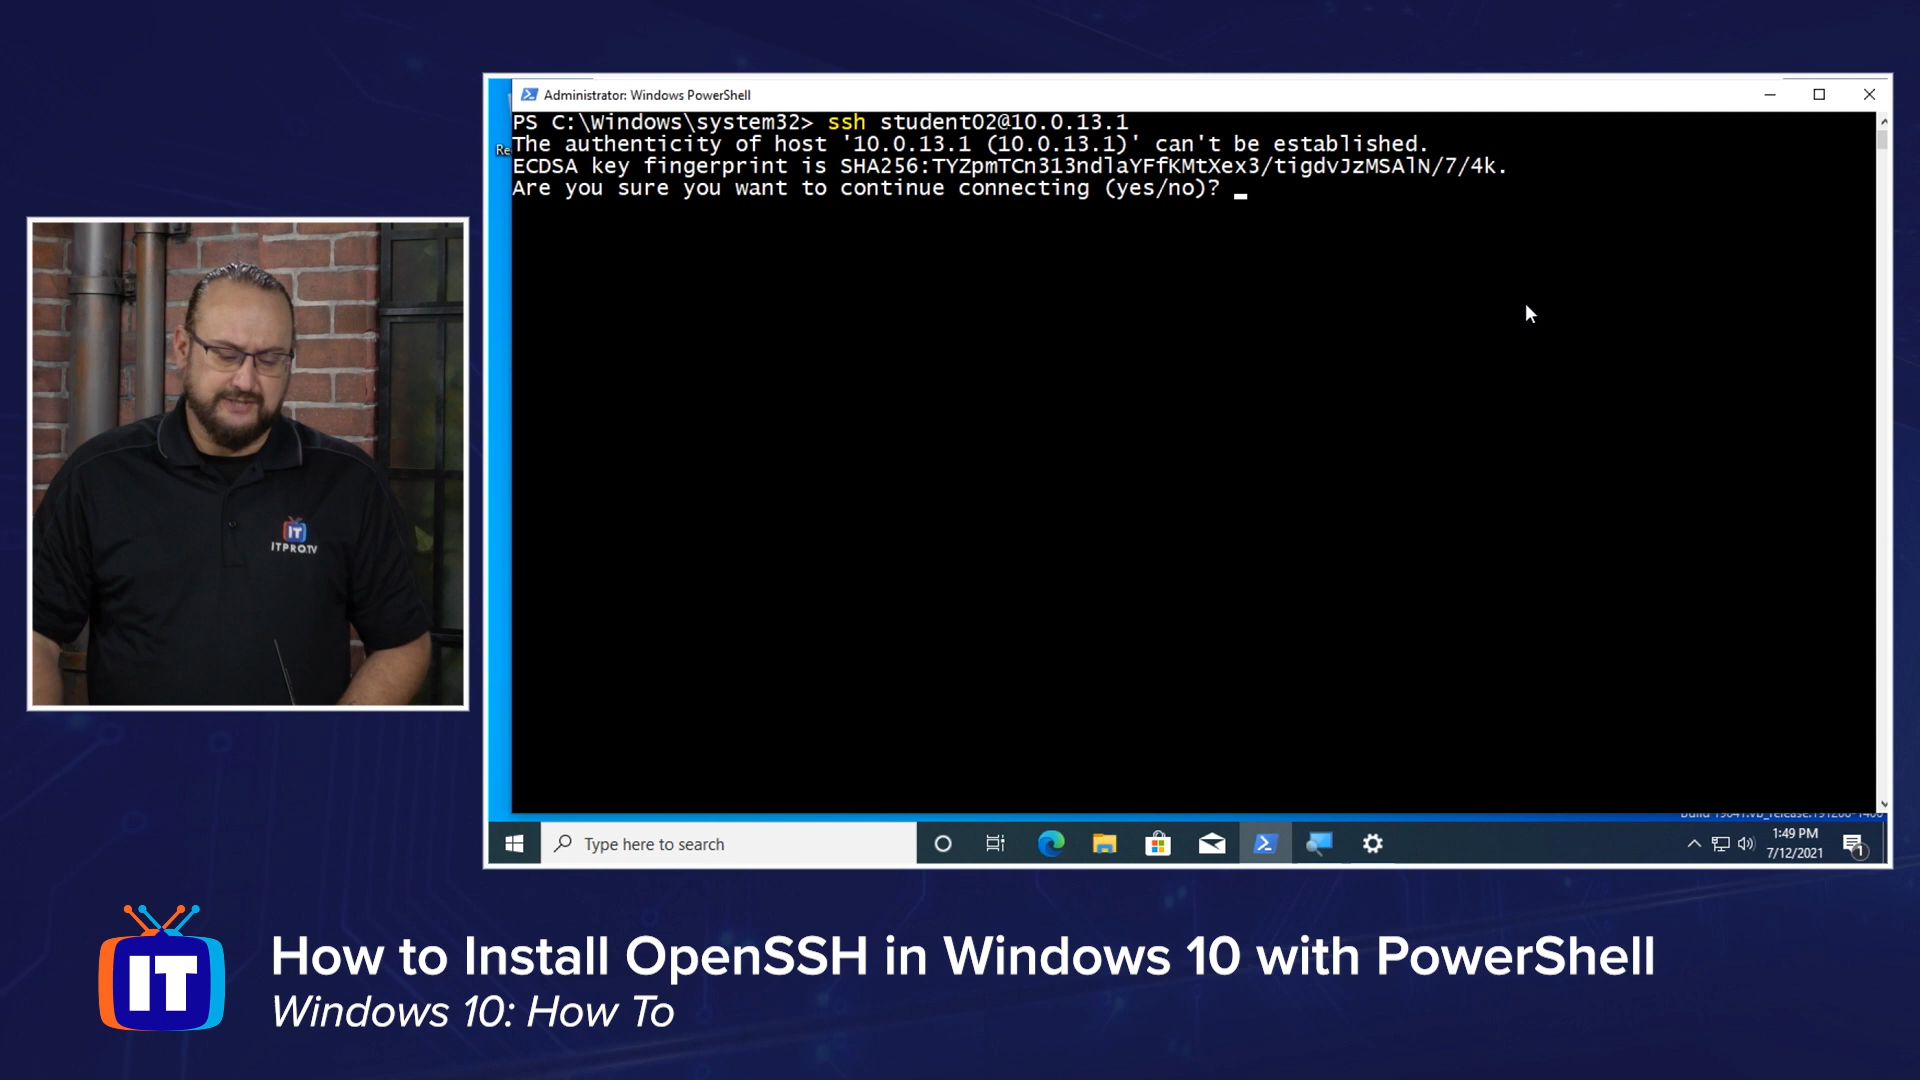 Administrator: Windows PowerShell
PS C:\Windows\system32> ssh student02@10.0.13.1
The authenticity of host '10.0.13.1 (10.0.13.1)' can't be established.
ECDSA key fingerprint is SHA256:TYZpmTCn313ndlaYFfKMtXex3/tigdvJzMSAlN/7/4k.
Are you sure you want to continue connecting (yes/no)?
Re
IT
ITPRO.TV
Type here to search
1:49 PM
7/12/2021
1
IT
How to Install OpenSSH in Windows 10 with PowerShell
Windows 10: How To